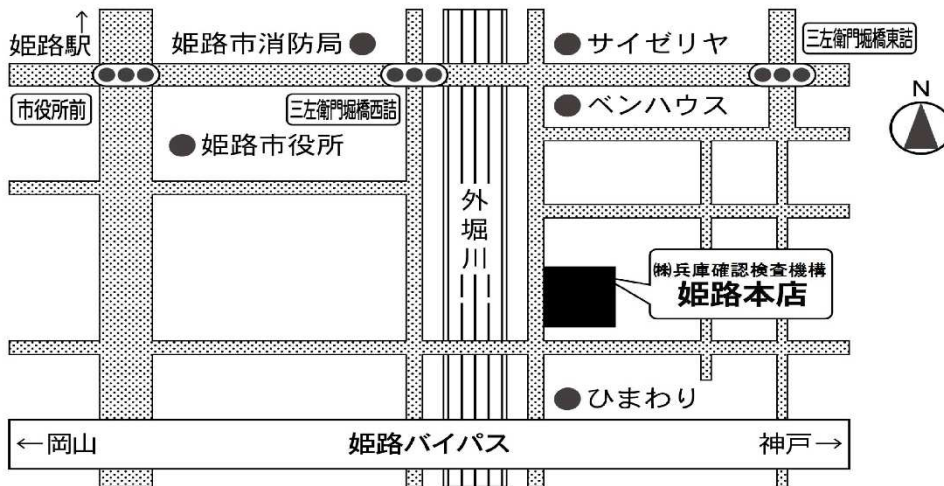 ↑
姫路駅
姫路市消防局
サイゼリヤ
三左衛門堀橋東詰
市役所前
三左衛門堀橋西詰
ベンハウス
N
姫路市役所
外堀川
㈱兵庫確認検査機構
姫路本店
ひまわり
←岡山
姫路バイパス
神戸→